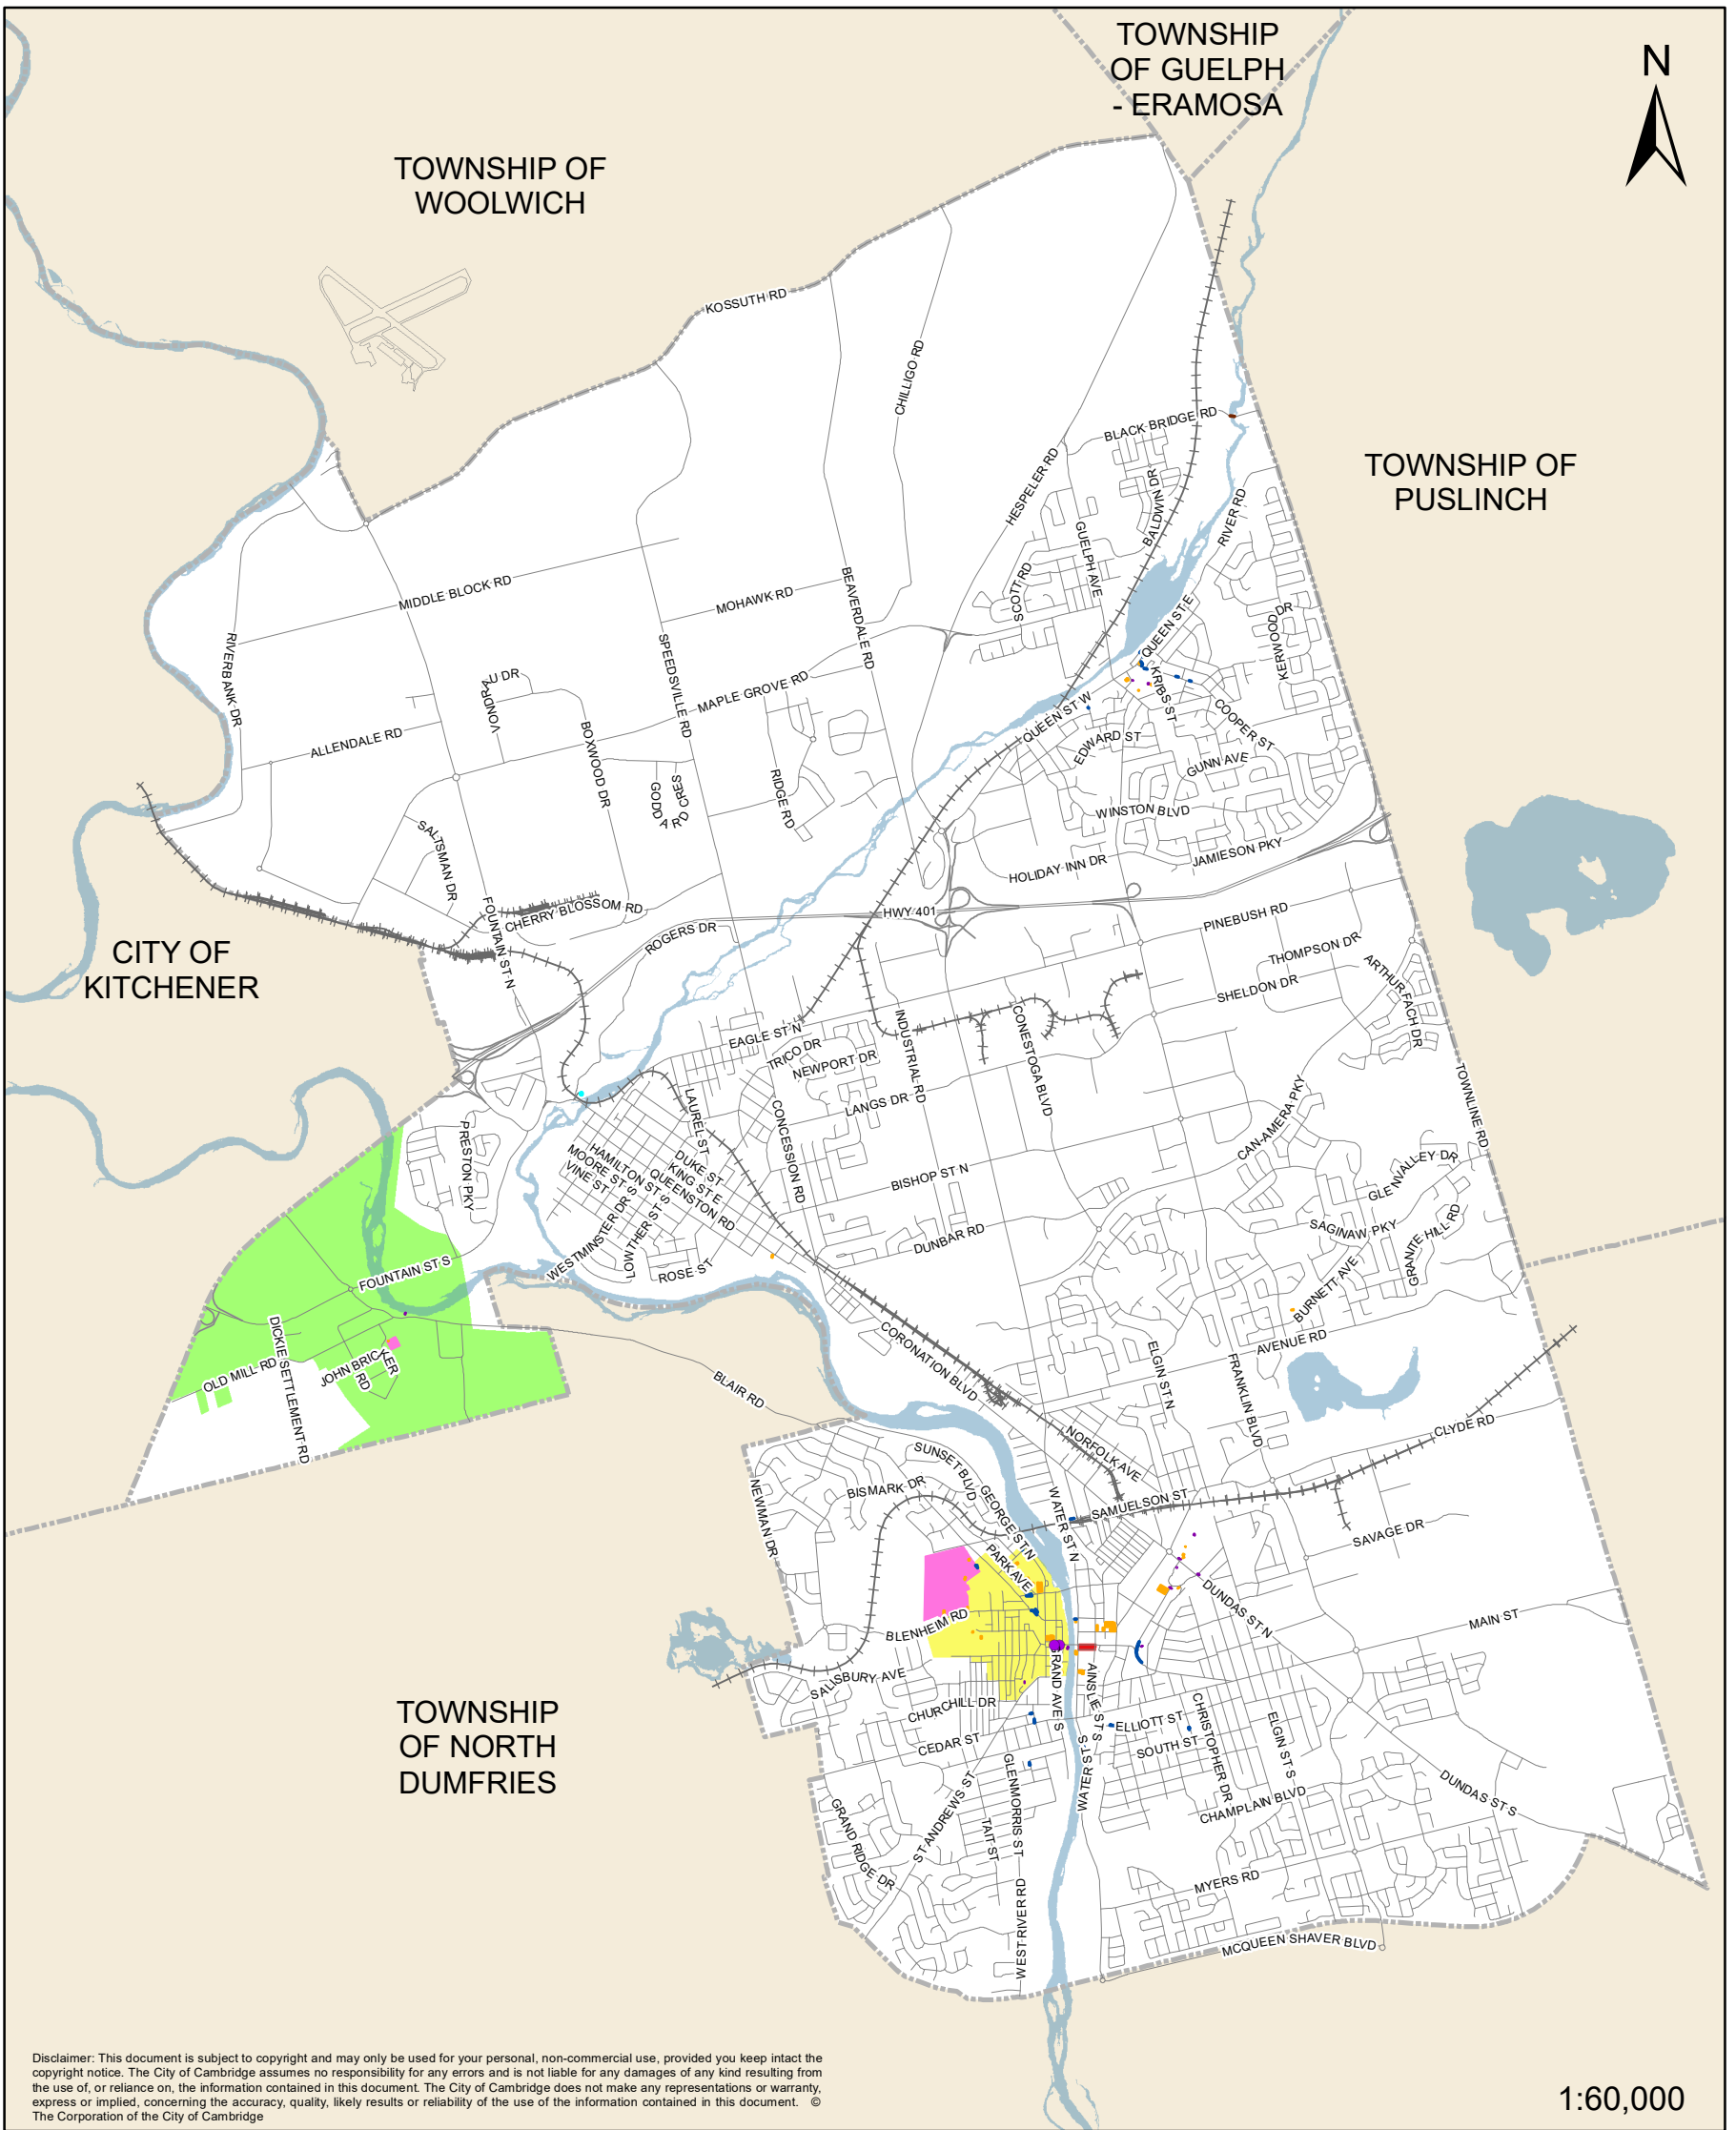 TOWNSHIP
OF GUELPH
- ERAMOSA
N
TOWNSHIP OF
WOOLWICH
KOSSUTH RD
CHILLIGO RD
BLACK BRIDGE RD
TOWNSHIP OF
PUSLINCH
HESPELER RD
BALDWIN DR
RIVER RD
GUELPH AVE
SCOTT RD
MIDDLE BLOCK RD
MOHAWK RD
BEAVERDALE RD
QUEEN ST E
KERWOOD DR
RIVERBANK DR
SPEEDSVILLE RD
VONDRAU DR
MAPLE GROVE RD
KRIBS ST
COOPER ST
QUEEN ST W
ALLENDALE RD
BOXWOOD DR
EDWARD ST
GUNN AVE
GODDARD CRES
RIDGE RD
WINSTON BLVD
SALTSMAN DR
HOLIDAY INN DR
JAMIESON PKY
FOUNTAIN ST N
CHERRY BLOSSOM RD
HWY 401
PINEBUSH RD
ROGERS DR
CITY OF
KITCHENER
THOMPSON DR
ARTHUR FACH DR
SHELDON DR
EAGLE ST N
INDUSTRIAL RD
CONESTOGA BLVD
TRICO DR
NEWPORT DR
TOWNLINE RD
LAUREL ST
LANGS DR
CONCESSION RD
CAN-AMERA PKY
PRESTON PKY
HAMILTON ST
MOORE ST S
VINE ST
DUKE ST
KING ST E
QUEENSTON RD
BISHOP ST N
GLENVALLEY DR
WESTMINSTER DR
LOWTHER ST S
ROSE ST
DUNBAR RD
SAGINAW PKY
GRANITE HILL RD
BURNETT AVE
FOUNTAIN ST S
DICKIE SETTLEMENT RD
JOHN BRICKER RD
OLD MILL RD
CORONATION BLVD
AVENUE RD
BLAIR RD
ELGIN ST N
FRANKLIN BLVD
CLYDE RD
NORFOLK AVE
SUNSET BLVD
BISMARK DR
NEWMAN DR
GEORGE ST N
WATER ST N
SAMUELSON ST
SAVAGE DR
PARK AVE
DUNDAS ST N
MAIN ST
BLENHEIM RD
SALISBURY AVE
GRAND AVE S
AINSLIE ST S
CHURCHILL DR
CHRISTOPHER DR
ELLIOTT ST
ELGIN ST S
TOWNSHIP
OF NORTH
DUMFRIES
CEDAR ST
SOUTH ST
GLENMORRIS ST
WATER ST S
DUNDAS ST S
CHAMPLAIN BLVD
GRAND RIDGE DR
ST ANDREWS ST
TAIT ST
MYERS RD
WEST RIVER RD
MCQUEEN SHAVER BLVD
Disclaimer: This document is subject to copyright and may only be used for your personal, non-commercial use, provided you keep intact the
copyright notice. The City of Cambridge assumes no responsibility for any errors and is not liable for any damages of any kind resulting from
the use of, or reliance on, the information contained in this document. The City of Cambridge does not make any representations or warranty,
express or implied, concerning the accuracy, quality, likely results or reliability of the use of the information contained in this document. ©
The Corporation of the City of Cambridge
1:60,000